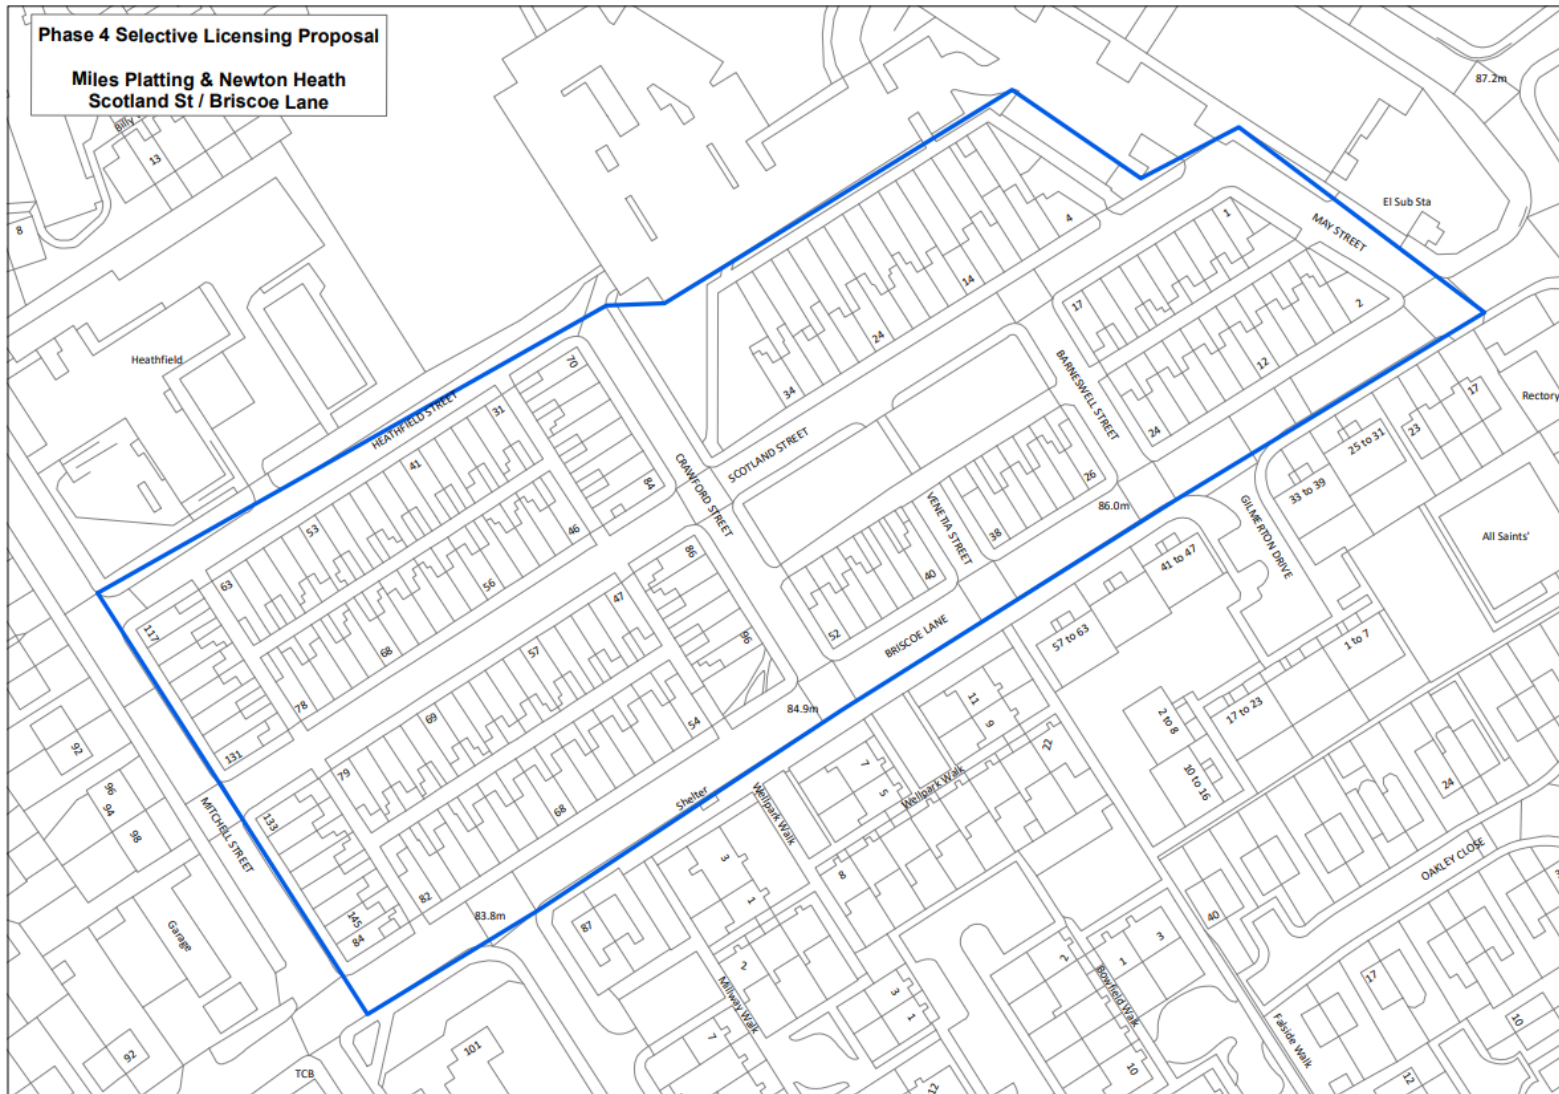 Phase 4 Selective Licensing Proposal
Miles Platting & Newton Heath
Scotland St / Briscoe Lane
87.2m
13
8
El Sub Sta
MAY STREET
1
4
14
24
34
17
2
12
24
BARNESWELL STREET
Heathfield
HEATHFIELD STREET
70
31
41
53
63
84
46
56
68
78
CRAWFORD STREET
SCOTLAND STREET
26
38
VENETIA STREET
40
52
BRISCOE LANE
86.0m
17
Rectory
23
25 to 31
33 to 39
GILMERTON DRIVE
All Saints'
41 to 47
57 to 63
1 to 7
17 to 23
2 to 8
10 to 16
117
131
86
96
47
57
69
79
54
68
82
84.9m
133
145
84
83.8m
MITCHELL STREET
92
96
94
98
Garage
92
TCB
101
87
Shelter
Wellpark Walk
Wellpark Walk
11
9
7
5
22
8
3
1
2
Millway Walk
7
3
1
12
2
1
3
Bowfield Walk
10
Falside Walk
40
24
OAKLEY CLOSE
17
10
12